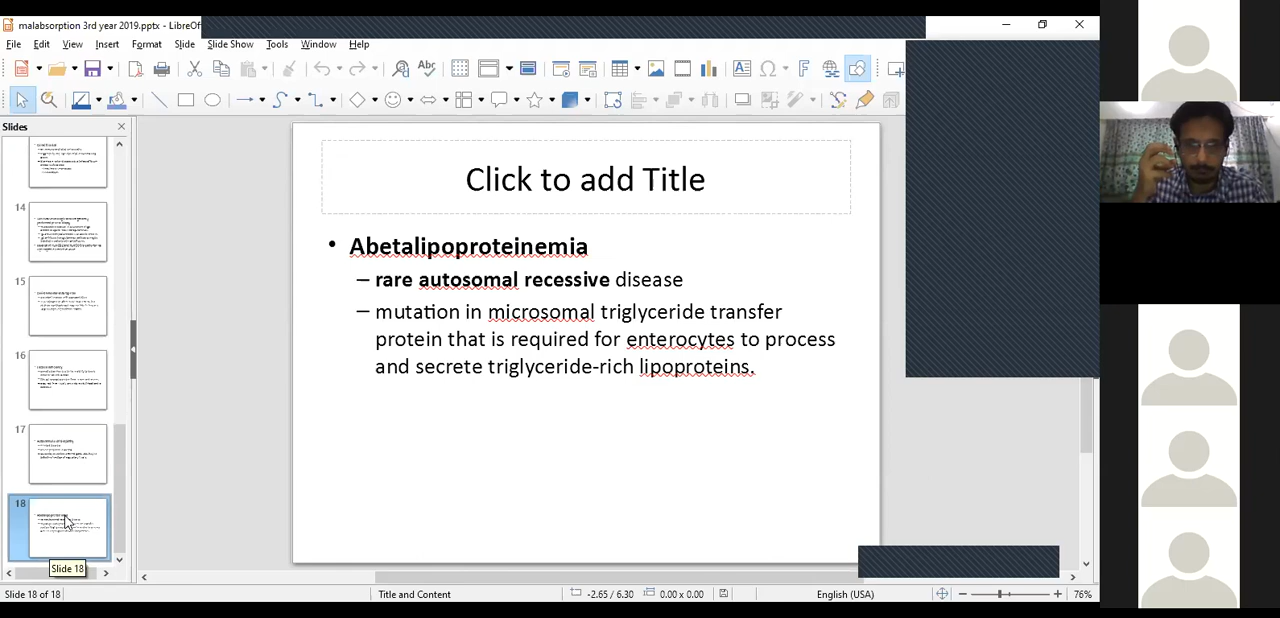 malabsorption 3rd year 2019.pptx - LibreOf
File Edit View Insert Format Slide Slide Show Tools Window Help
Slides
14
15
16
17
18
Slide 18
Click to add Title
• Abetalipoproteinemia
– rare autosomal recessive disease
– mutation in microsomal triglyceride transfer
protein that is required for enterocytes to process
and secrete triglyceride-rich lipoproteins.
Slide 18 of 18 Title and Content -2.65 / 6.30 0.00 x 0.00 English (USA) 76%